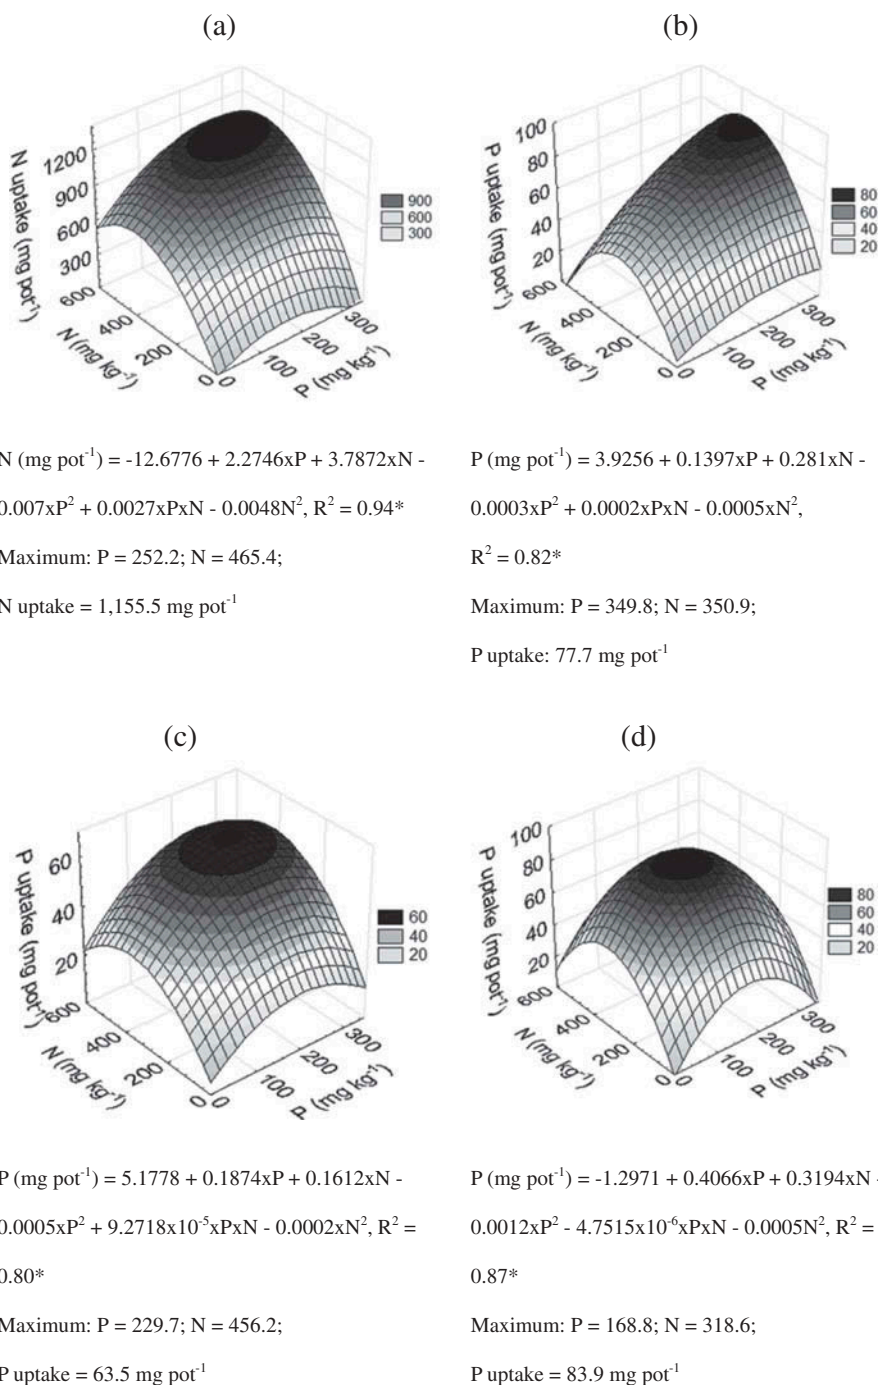 (a)
(b)
N uptake (mg pot⁻¹)
1200
900
600
300
600
400
200
0
N (mg kg⁻¹)
0
100
200
300
P (mg kg⁻¹)
900
600
300
P uptake (mg pot⁻¹)
100
80
60
40
20
600
400
200
0
N (mg kg⁻¹)
0
100
200
300
P (mg kg⁻¹)
80
60
40
20
N (mg pot⁻¹) = -12.6776 + 2.2746xP + 3.7872xN -
0.007xP² + 0.0027xPxN - 0.0048N², R² = 0.94*
Maximum: P = 252.2; N = 465.4;
N uptake = 1,155.5 mg pot⁻¹
P (mg pot⁻¹) = 3.9256 + 0.1397xP + 0.281xN -
0.0003xP² + 0.0002xPxN - 0.0005xN²,
R² = 0.82*
Maximum: P = 349.8; N = 350.9;
P uptake: 77.7 mg pot⁻¹
(c)
(d)
P uptake (mg pot⁻¹)
60
40
20
600
400
200
0
N (mg kg⁻¹)
0
100
200
300
P (mg kg⁻¹)
60
40
20
P uptake (mg pot⁻¹)
100
80
60
40
20
600
400
200
0
N (mg kg⁻¹)
0
100
200
300
P (mg kg⁻¹)
80
60
40
20
P (mg pot⁻¹) = 5.1778 + 0.1874xP + 0.1612xN -
0.0005xP² + 9.2718x10⁻⁵xPxN - 0.0002xN², R² =
0.80*
Maximum: P = 229.7; N = 456.2;
P uptake = 63.5 mg pot⁻¹
P (mg pot⁻¹) = -1.2971 + 0.4066xP + 0.3194xN -
0.0012xP² - 4.7515x10⁻⁶xPxN - 0.0005N², R² =
0.87*
Maximum: P = 168.8; N = 318.6;
P uptake = 83.9 mg pot⁻¹